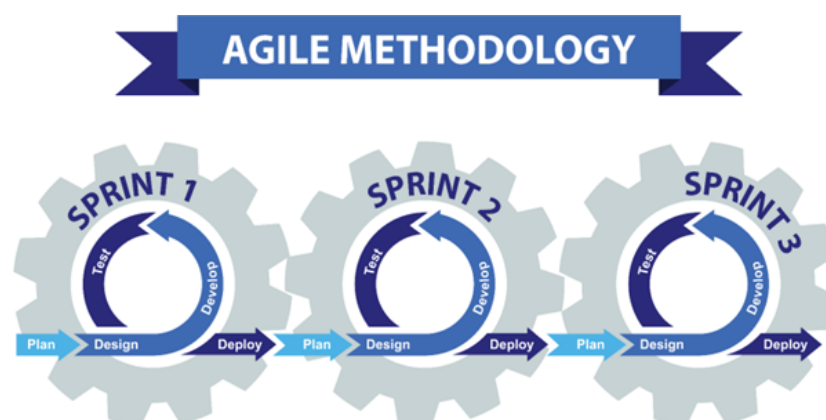 AGILE METHODOLOGY
SPRINT 1
Test
Develop
Plan
Design
Deploy
SPRINT 2
Test
Develop
Plan
Design
Deploy
SPRINT 3
Test
Develop
Plan
Design
Deploy